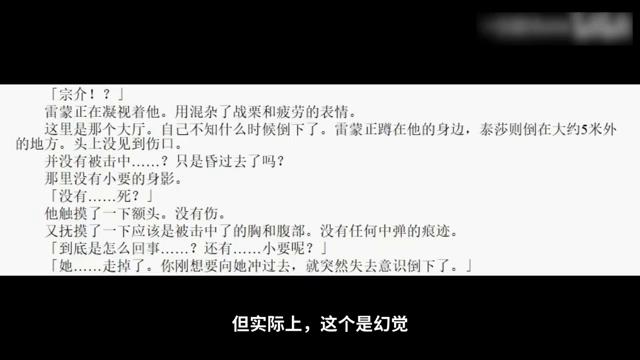 「宗介！？」
雷蒙正在凝视着他。用混杂了战栗和疲劳的表情。
这里是那个大厅。自己不知什么时候倒下了。雷蒙正蹲在他的身边，泰莎则倒在大约5米外
的地方。头上没见到伤口。
并没有被击中……？只是昏过去了吗？
那里没有小要的身影。
「没有……死？」
他触摸了一下额头。没有伤。
又抚摸了一下应该是被击中了的胸和腹部。没有任何中弹的痕迹。
「到底是怎么回事……？还有……小要呢？」
「她……走掉了。你刚想要向她冲过去，就突然失去意识倒下了。」
但实际上，这个是幻觉